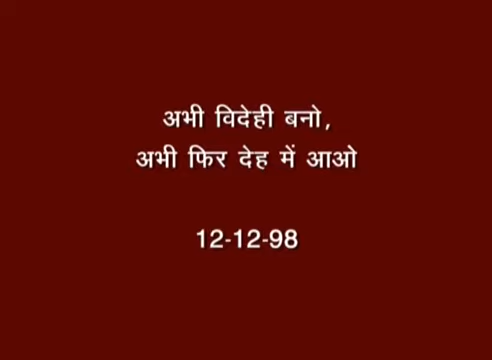 अभी विदेही बनो,
अभी फिर देह में आओ
12-12-98